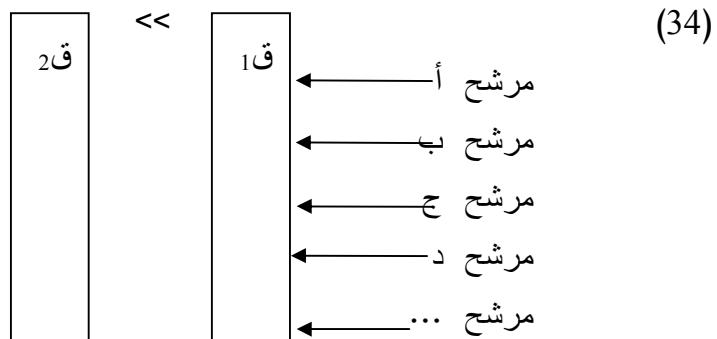 (34) ق1 << ق2
مرشح أ
مرشح ب
مرشح ج
مرشح د
مرشح ...